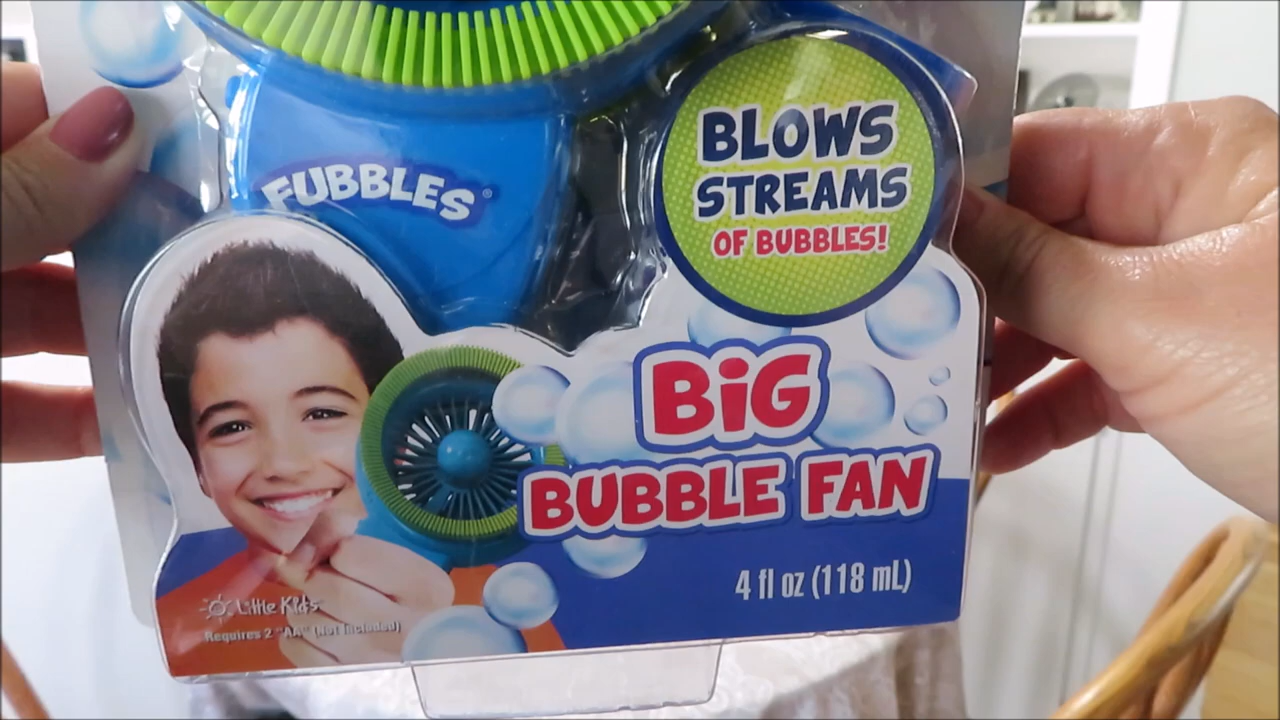 FUBBLES®
BLOWS
STREAMS
OF BUBBLES!
BiG
BUBBLE FAN
4 fl oz (118 mL)
Little Kids
Requires 2 "AA" (Not Included)